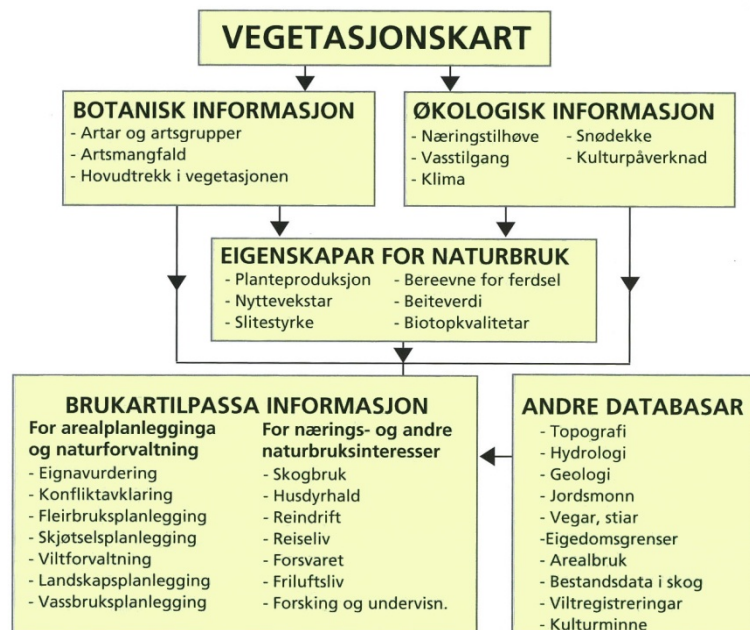 VEGETASJONSKART
BOTANISK INFORMASJON
- Artar og artsgrupper
- Artsmangfald
- Hovudtrekk i vegetasjonen
ØKOLOGISK INFORMASJON
- Næringstilhøve
- Vasstilgang
- Klima
- Snødekke
- Kulturpåverknad
EIGENSKAPAR FOR NATURBRUK
- Planteproduksjon
- Nyttevekstar
- Slitestyrke
- Bereevne for ferdsel
- Beiteverdi
- Biotopkvalitetar
BRUKARTILPASSA INFORMASJON
For arealplanlegginga
og naturforvaltning
- Eignavurdering
- Konfliktavklaring
- Fleirbruksplanlegging
- Skjøtselsplanlegging
- Viltforvaltning
- Landskapsplanlegging
- Vassbruksplanlegging
For nærings- og andre
naturbruksinteresser
- Skogbruk
- Husdyrhald
- Reindrift
- Reiseliv
- Forsvaret
- Friluftsliv
- Forsking og undervisn.
ANDRE DATABASAR
- Topografi
- Hydrologi
- Geologi
- Jordsmonn
- Vegar, stiar
-Eigedomsgrenser
- Arealbruk
- Bestandsdata i skog
- Viltregistreringar
- Kulturminne